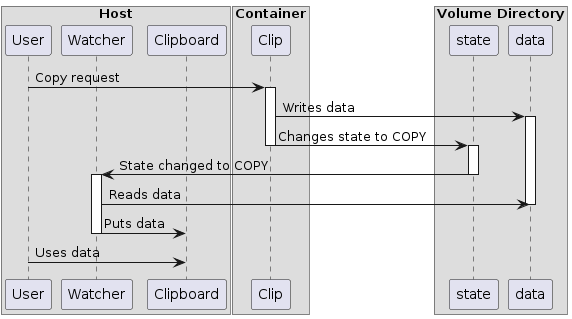 Host
Container
Volume Directory
User
Watcher
Clipboard
Clip
state
data
Copy request
Writes data
Changes state to COPY
State changed to COPY
Reads data
Puts data
Uses data
User
Watcher
Clipboard
Clip
state
data